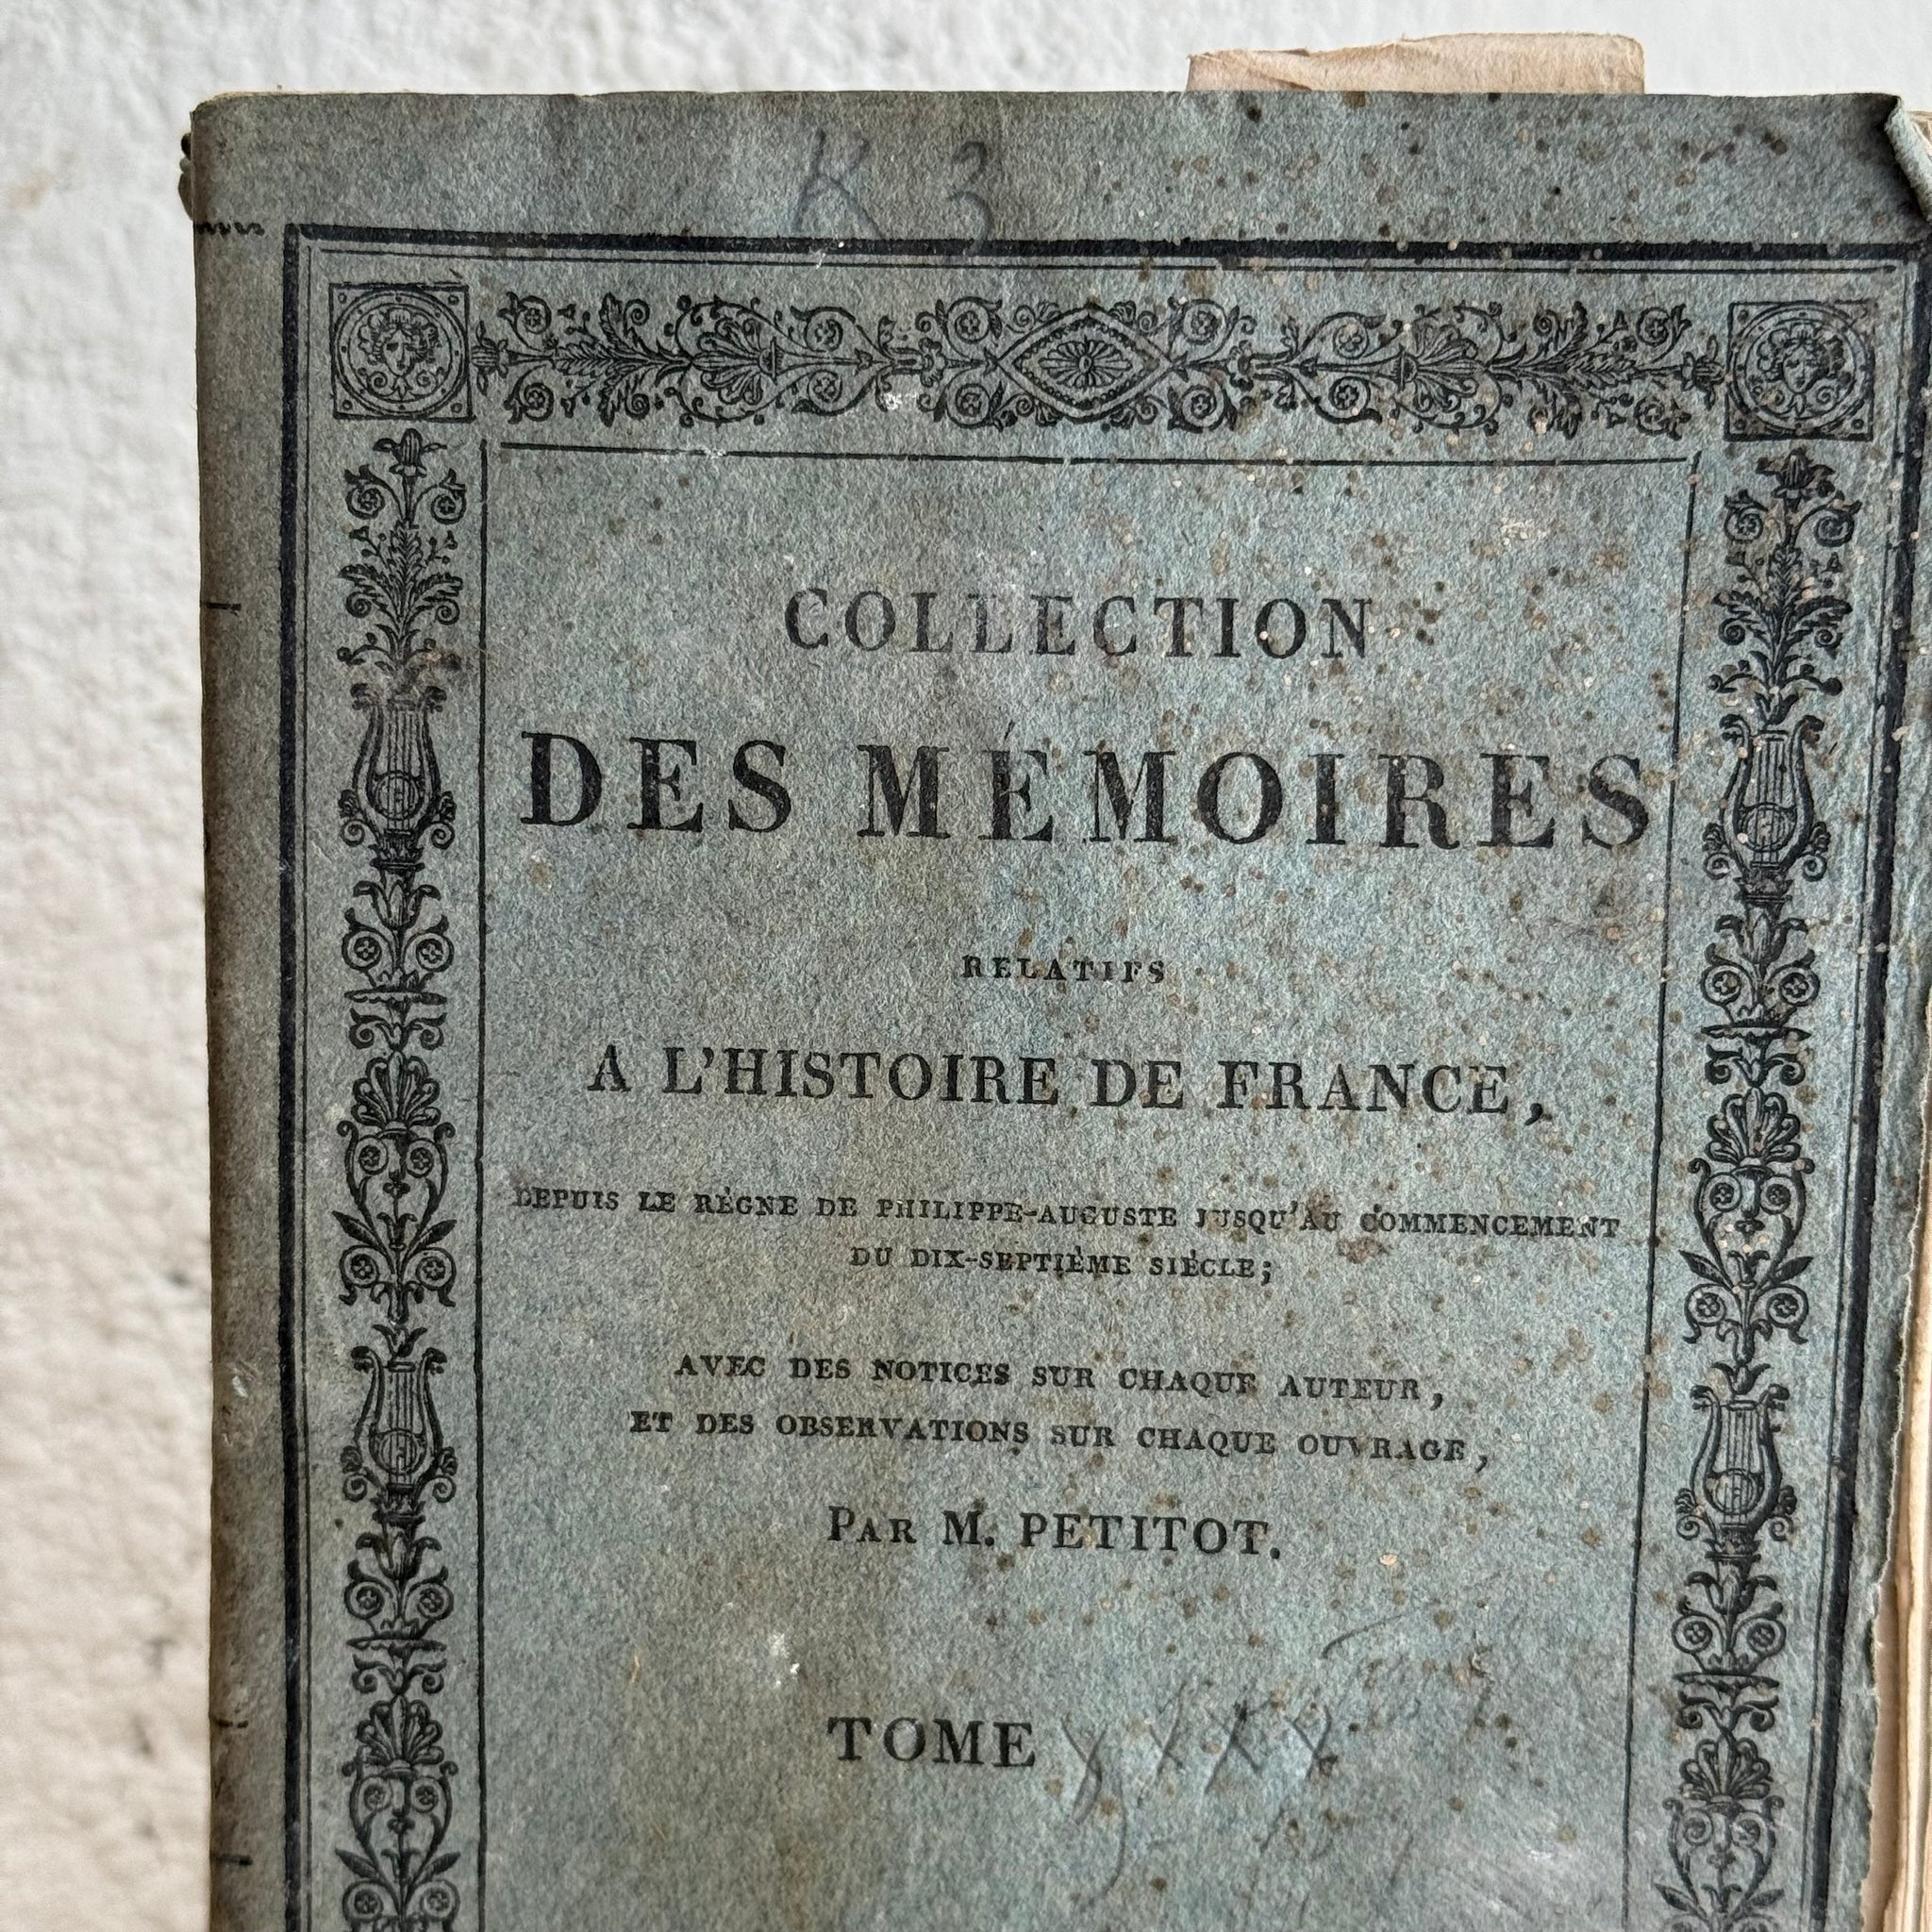 K 3
COLLECTION
DES MÉMOIRES
RELATIFS
A L'HISTOIRE DE FRANCE,
DEPUIS LE RÈGNE DE PHILIPPE-AUGUSTE JUSQU'AU COMMENCEMENT
DU DIX-SEPTIÈME SIÈCLE;
AVEC DES NOTICES SUR CHAQUE AUTEUR,
ET DES OBSERVATIONS SUR CHAQUE OUVRAGE,
PAR M. PETITOT.
TOME